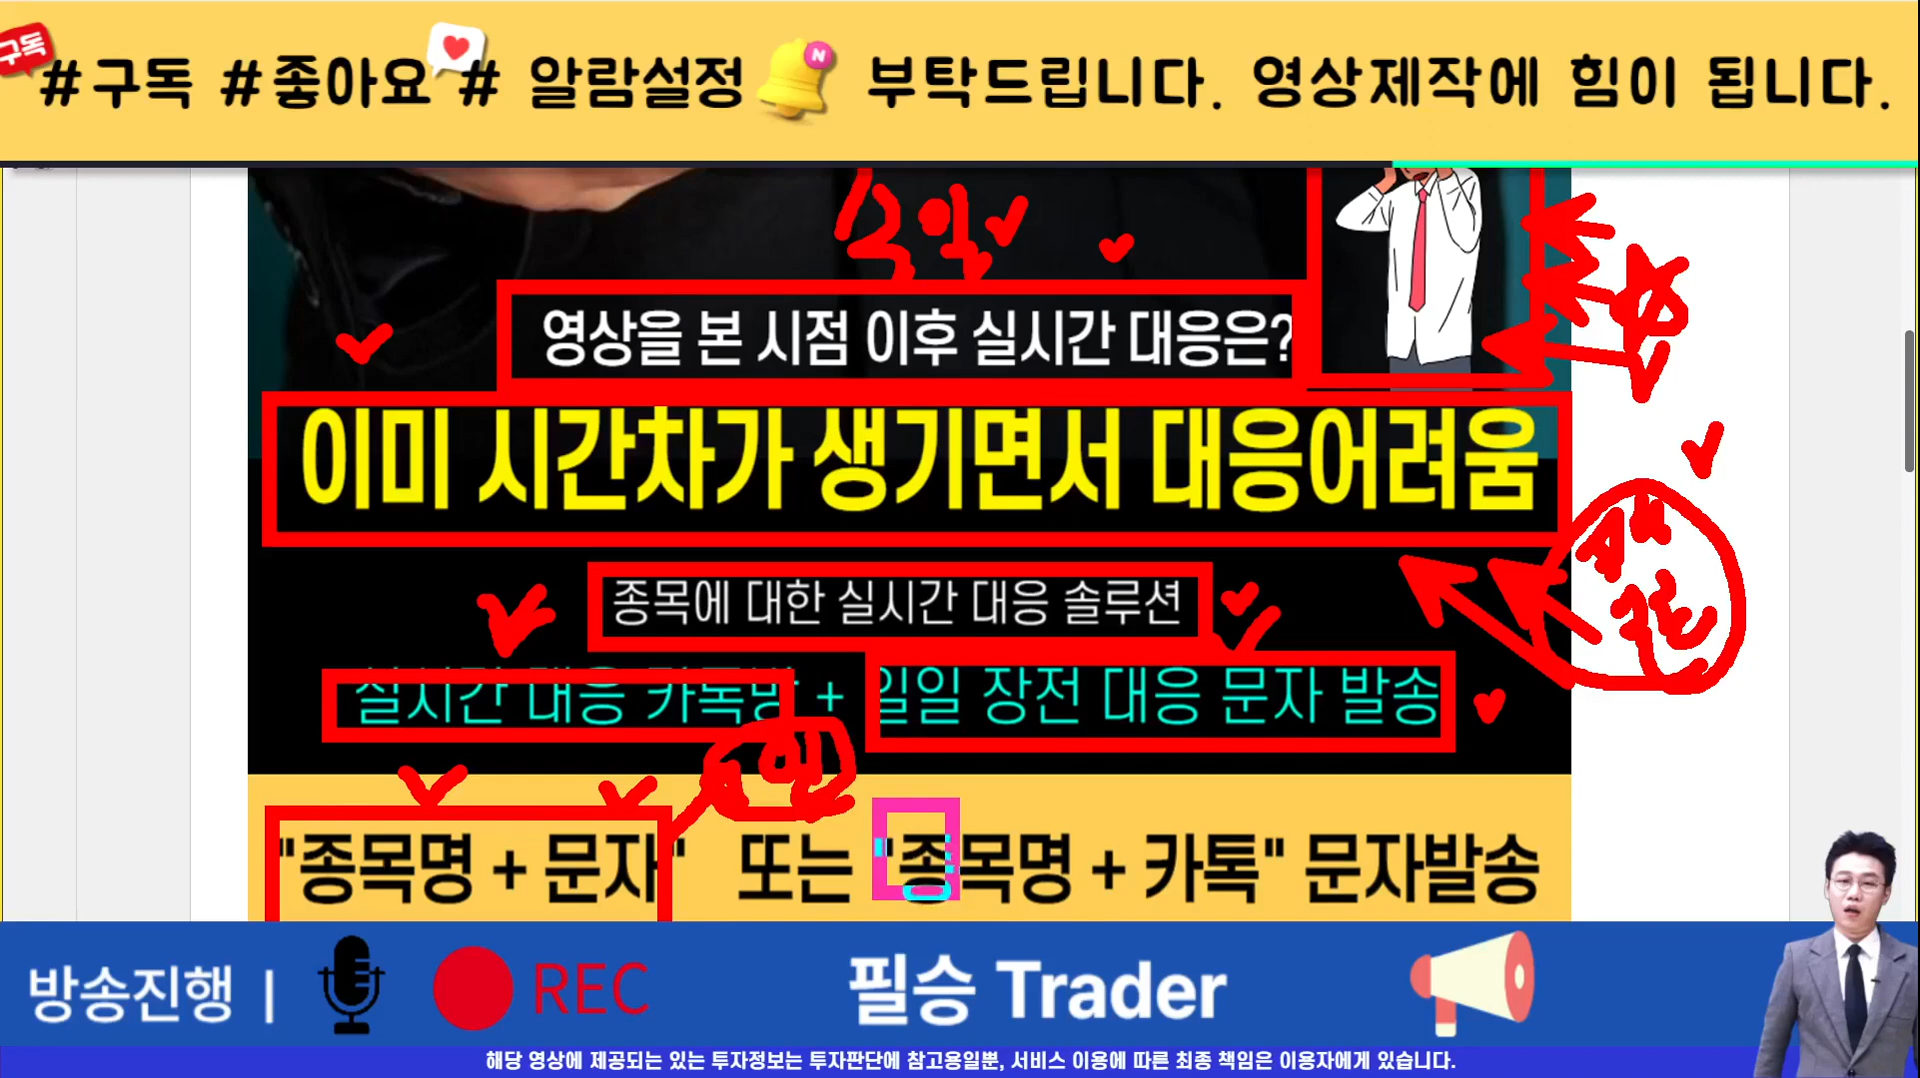 구독
#구독 #좋아요 # 알람설정 부탁드립니다. 영상제작에 힘이 됩니다.
N
영상을 본 시점 이후 실시간 대응은?
이미 시간차가 생기면서 대응어려움
종목에 대한 실시간 대응 솔루션
실시간 대응 카톡방 + 일일 장전 대응 문자 발송
"종목명 + 문자" 또는 "종목명 + 카톡" 문자발송
방송진행 | REC 필승 Trader
해당 영상에 제공되는 있는 투자정보는 투자판단에 참고용일뿐, 서비스 이용에 따른 최종 책임은 이용자에게 있습니다.